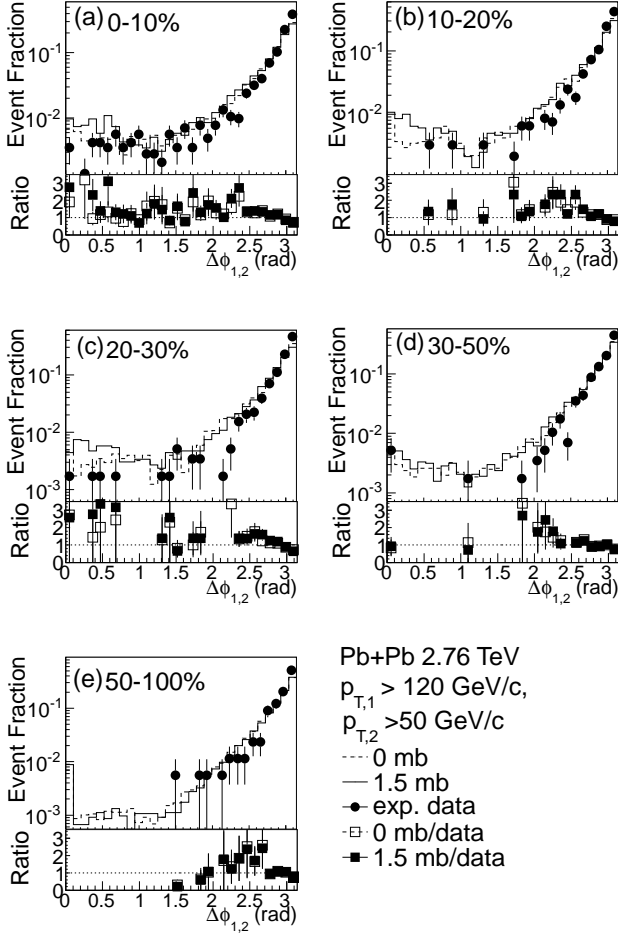 (a) 0-10%
Event Fraction
10⁻¹
10⁻²
Ratio
3
2
1
0
0 0.5 1 1.5 2 2.5 3
Δϕ1,2 (rad)
(b) 10-20%
Event Fraction
10⁻¹
10⁻²
Ratio
3
2
1
0
0 0.5 1 1.5 2 2.5 3
Δϕ1,2 (rad)
(c) 20-30%
Event Fraction
10⁻¹
10⁻²
10⁻³
Ratio
3
2
1
0
0 0.5 1 1.5 2 2.5 3
Δϕ1,2 (rad)
(d) 30-50%
Event Fraction
10⁻¹
10⁻²
10⁻³
Ratio
3
2
1
0
0 0.5 1 1.5 2 2.5 3
Δϕ1,2 (rad)
(e) 50-100%
Event Fraction
10⁻¹
10⁻²
10⁻³
Ratio
3
2
1
0
0 0.5 1 1.5 2 2.5 3
Δϕ1,2 (rad)
Pb+Pb 2.76 TeV
pT,1 > 120 GeV/c,
pT,2 >50 GeV/c
0 mb
1.5 mb
exp. data
0 mb/data
1.5 mb/data